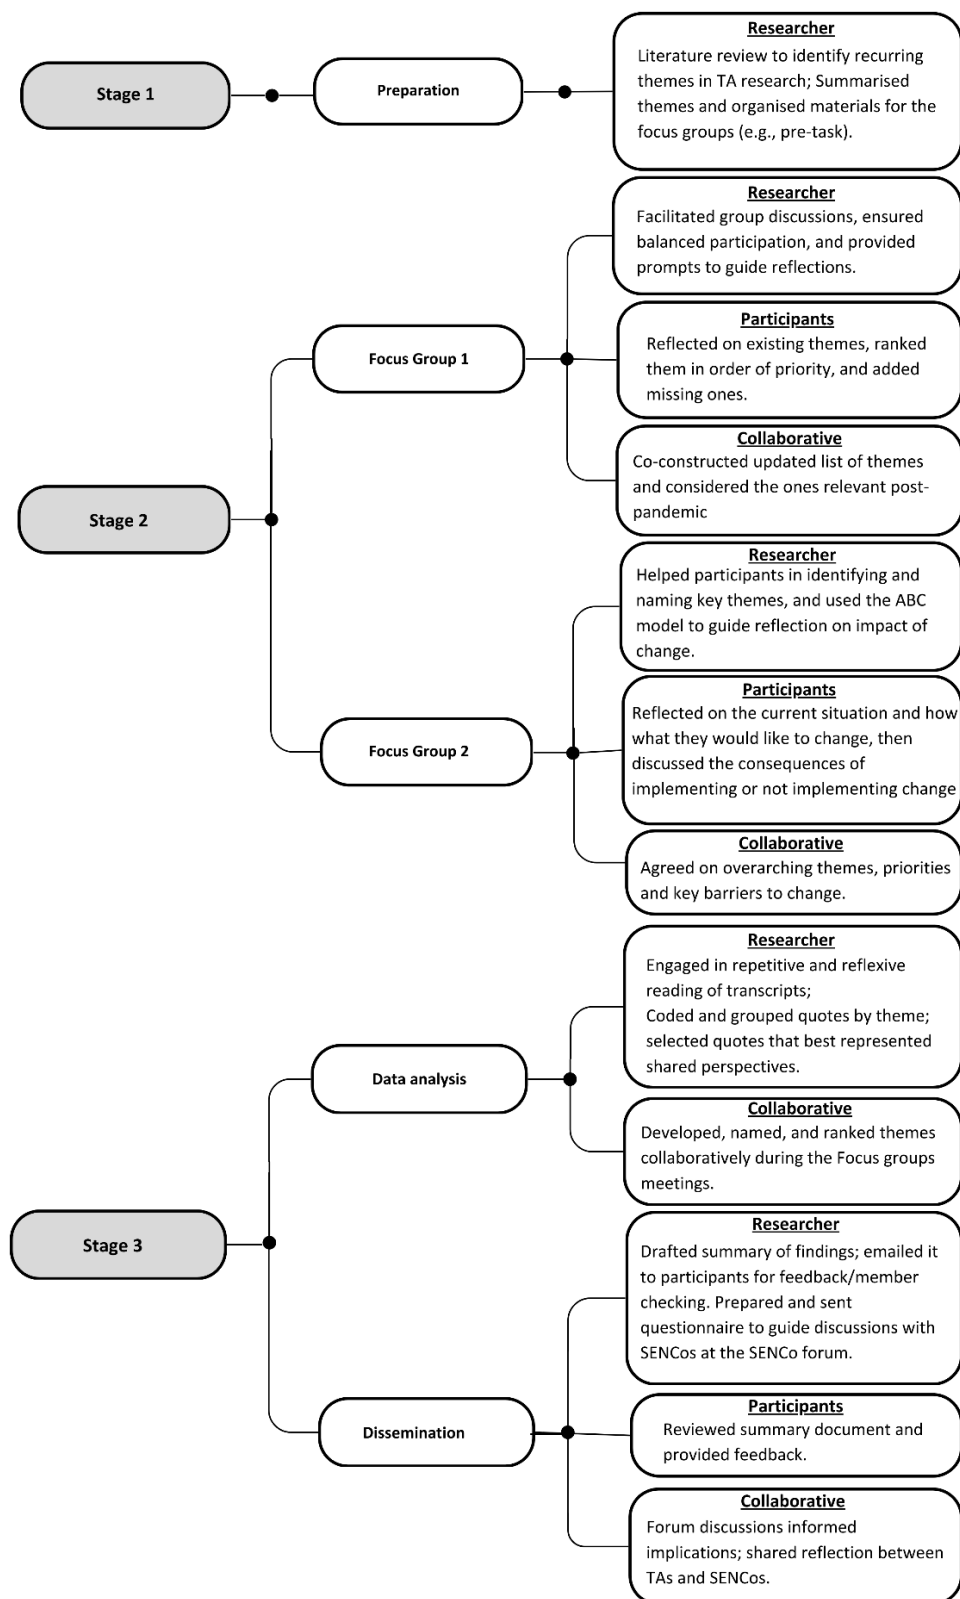 Stage 1
Preparation
Researcher
Literature review to identify recurring
themes in TA research; Summarised
themes and organised materials for the
focus groups (e.g., pre-task).
Stage 2
Focus Group 1
Researcher
Facilitated group discussions, ensured
balanced participation, and provided
prompts to guide reflections.
Participants
Reflected on existing themes, ranked
them in order of priority, and added
missing ones.
Collaborative
Co-constructed updated list of themes
and considered the ones relevant post-
pandemic
Focus Group 2
Researcher
Helped participants in identifying and
naming key themes, and used the ABC
model to guide reflection on impact of
change.
Participants
Reflected on the current situation and how
what they would like to change, then
discussed the consequences of
implementing or not implementing change
Collaborative
Agreed on overarching themes, priorities
and key barriers to change.
Stage 3
Data analysis
Researcher
Engaged in repetitive and reflexive
reading of transcripts;
Coded and grouped quotes by theme;
selected quotes that best represented
shared perspectives.
Collaborative
Developed, named, and ranked themes
collaboratively during the Focus groups
meetings.
Dissemination
Researcher
Drafted summary of findings; emailed it
to participants for feedback/member
checking. Prepared and sent
questionnaire to guide discussions with
SENCos at the SENCo forum.
Participants
Reviewed summary document and
provided feedback.
Collaborative
Forum discussions informed
implications; shared reflection between
TAs and SENCos.